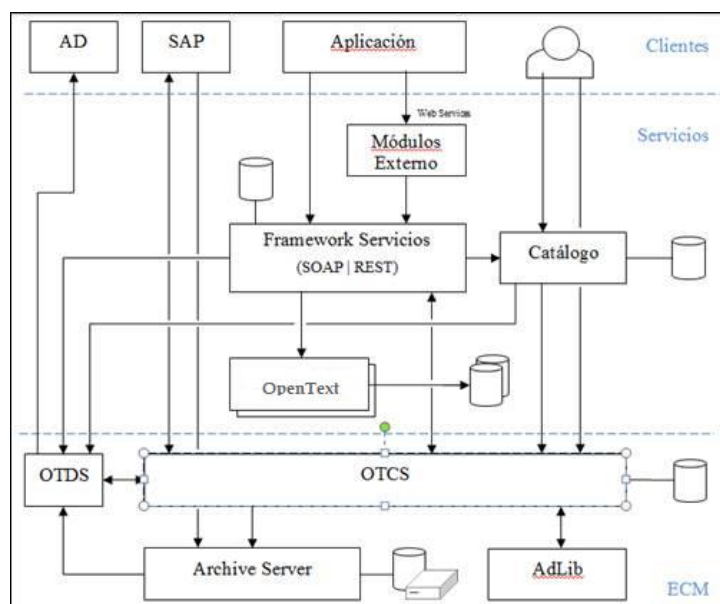 AD
SAP
Aplicación
Clientes
Web Services
Servicios
Módulos
Externo
Framework Servicios
(SOAP | REST)
Catálogo
OpenText
OTDS
OTCS
Archive Server
AdLib
ECM